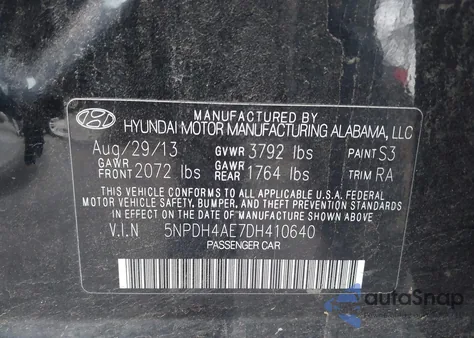 MANUFACTURED BY
HYUNDAI MOTOR MANUFACTURING ALABAMA, LLC
Aug/29/13 GVWR 3792 lbs PAINT S3
GAWR FRONT 2072 lbs GAWR REAR 1764 lbs TRIM RA
THIS VEHICLE CONFORMS TO ALL APPLICABLE U.S.A. FEDERAL
MOTOR VEHICLE SAFETY, BUMPER, AND THEFT PREVENTION
STANDARDS IN EFFECT ON THE DATE OF MANUFACTURE SHOWN ABOVE.
V.I.N 5NPDH4AE7DH410640
PASSENGER CAR
autoSnap